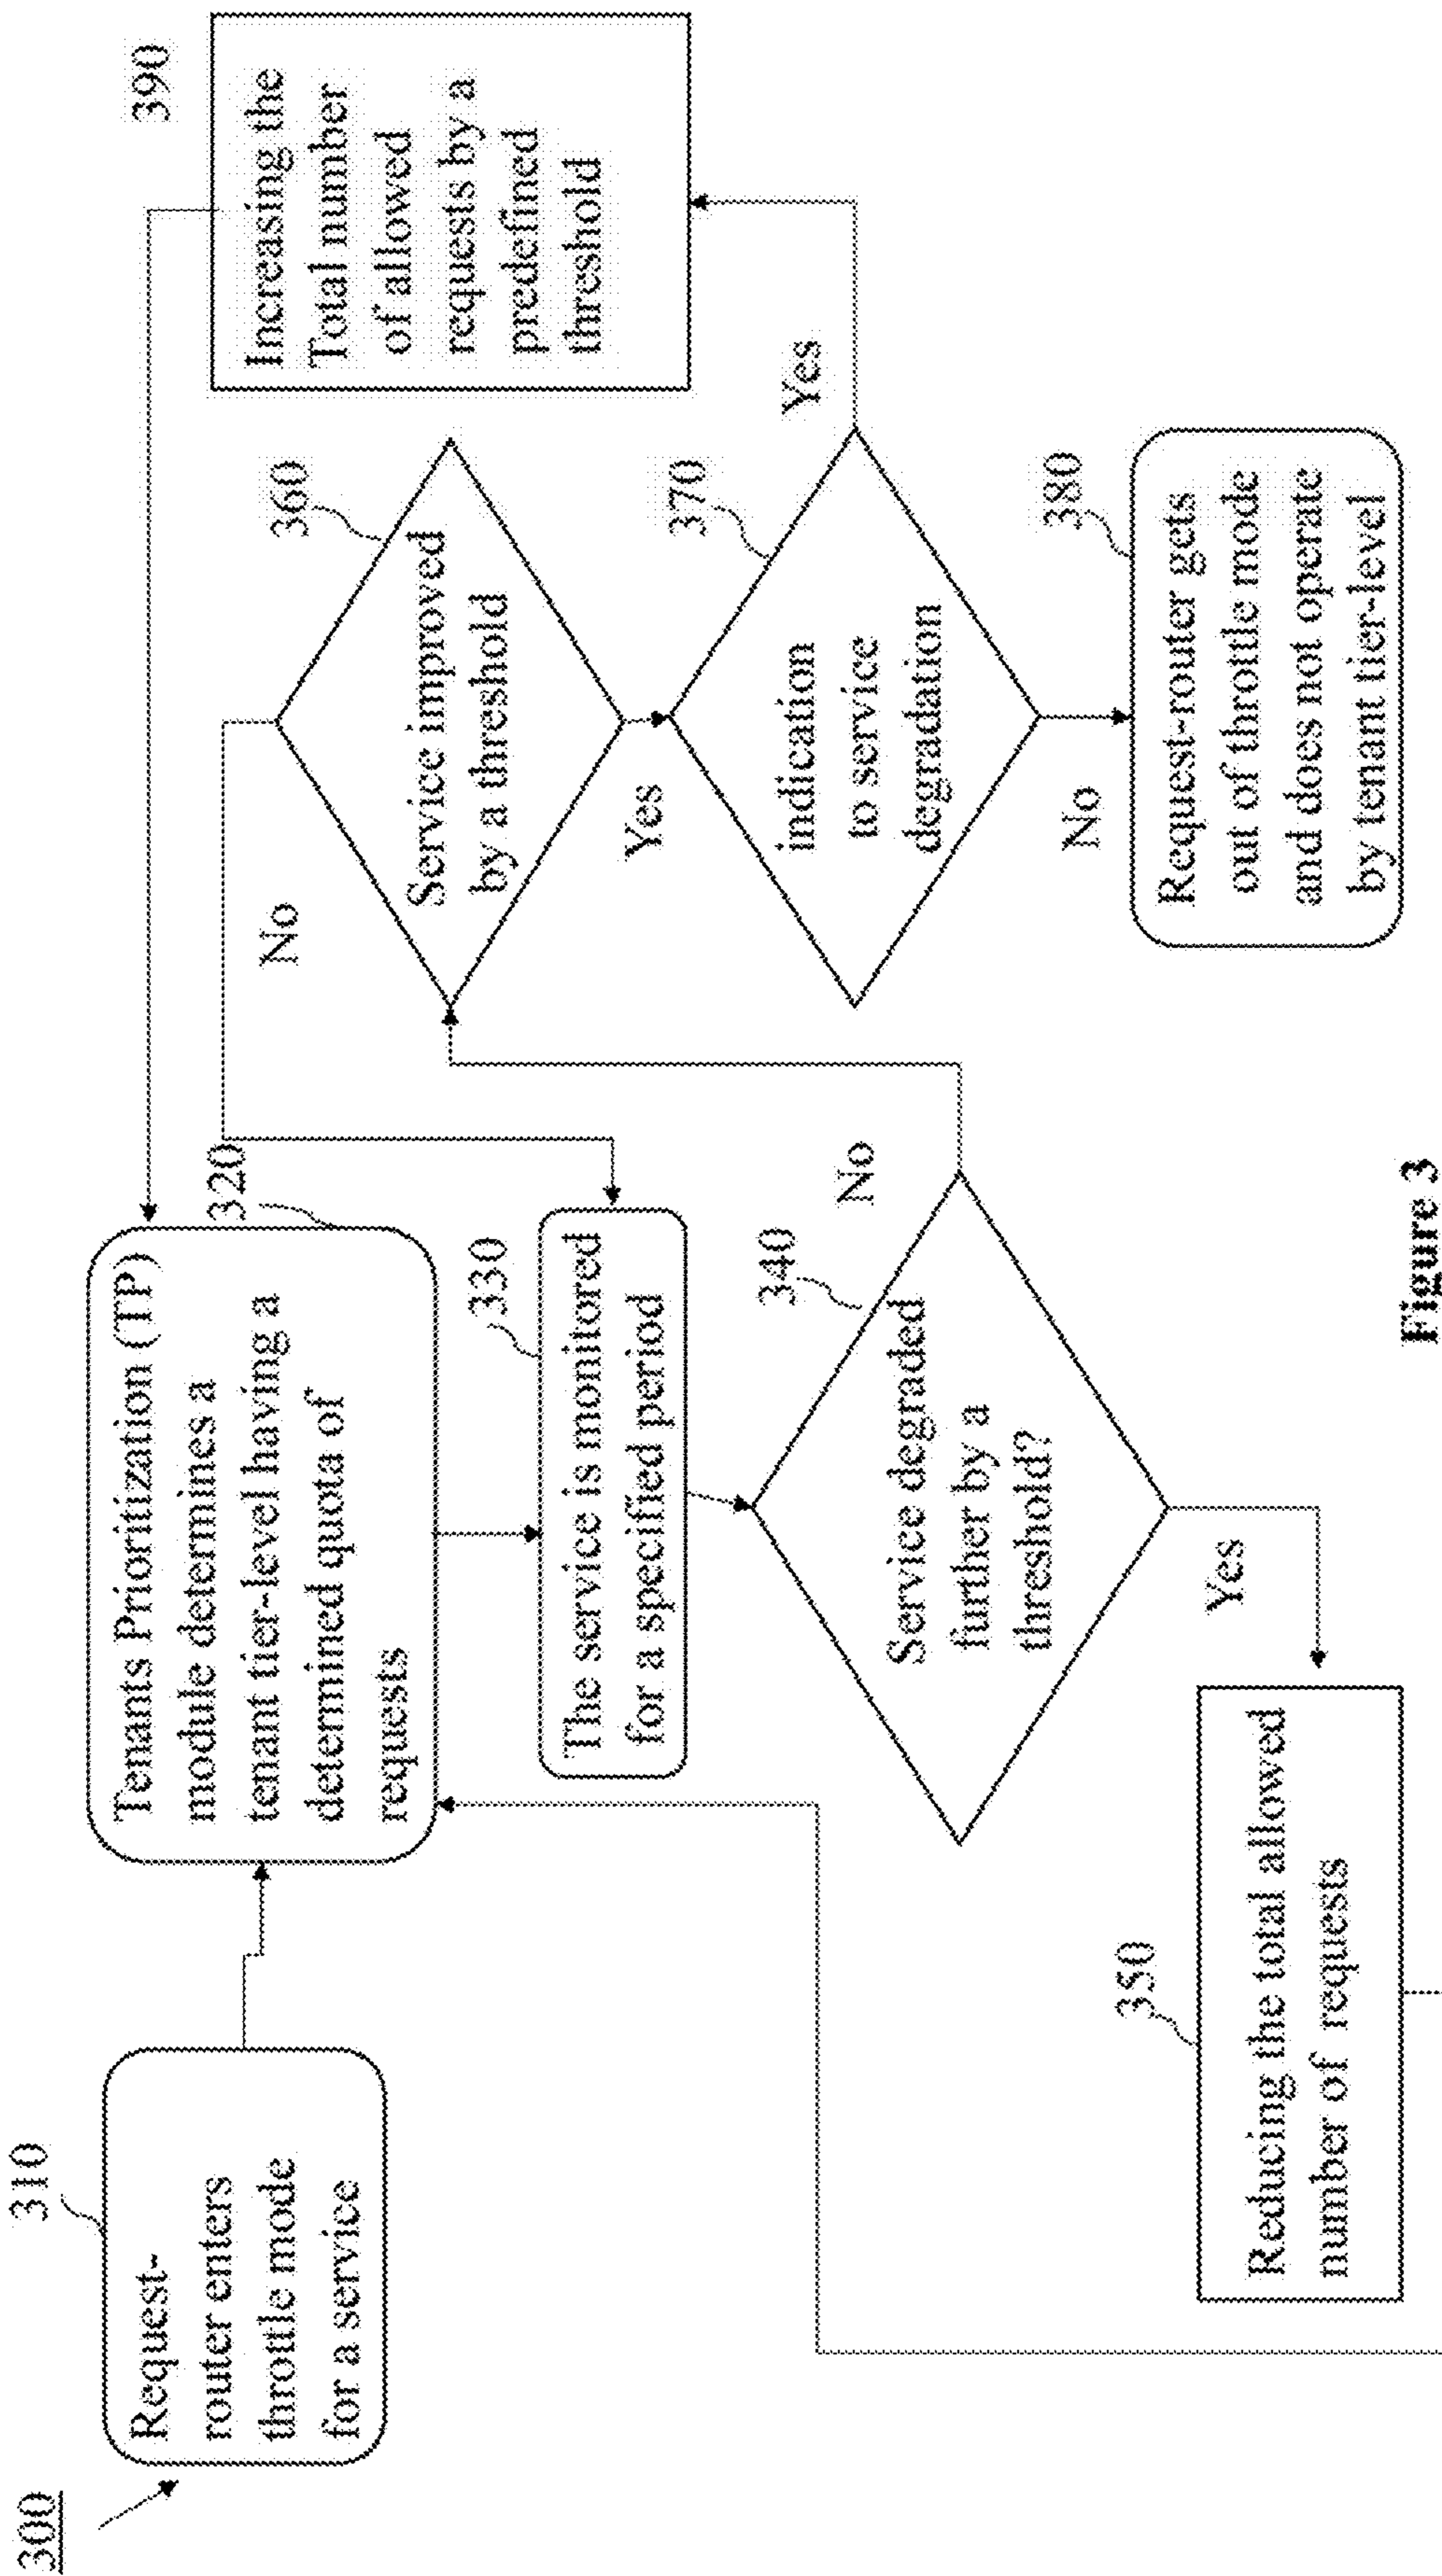 300
310
Request-
router enters
throttle mode
for a service
320
Tenants Prioritization (TP)
module determines a
tenant tier-level having a
determined quota of
requests
330
The service is monitored
for a specified period
340
Service degraded
further by a
threshold?
No
Yes
350
Reducing the total allowed
number of requests
360
Service improved
by a threshold
No
Yes
370
indication
to service
degradation
Yes
No
380
Request-router gets
out of throttle mode
and does not operate
by tenant tier-level
390
Increasing the
Total number
of allowed
requests by a
predefined
threshold
Figure 3